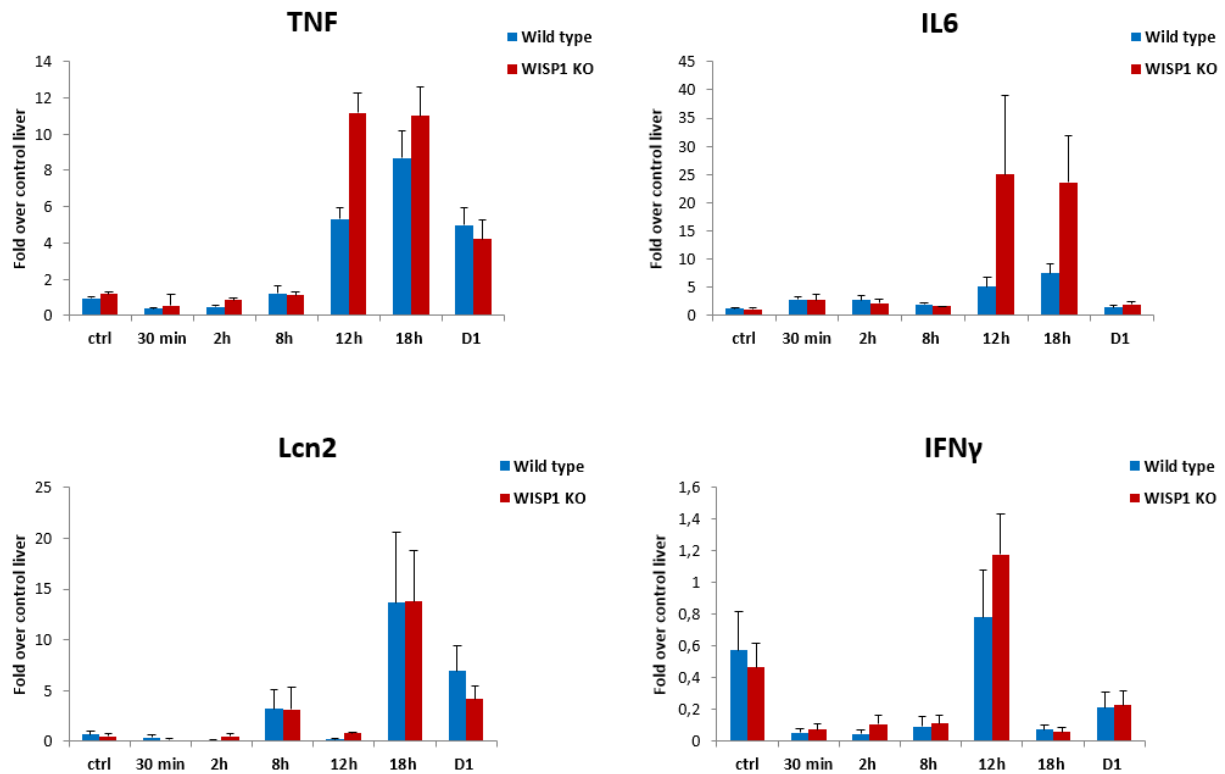 TNF
Wild type
WISP1 KO
Fold over control liver
14
12
10
8
6
4
2
0
ctrl 30 min 2h 8h 12h 18h D1
IL6
Wild type
WISP1 KO
Fold over control liver
45
40
35
30
25
20
15
10
5
0
ctrl 30 min 2h 8h 12h 18h D1
Lcn2
Wild type
WISP1 KO
Fold over control liver
25
20
15
10
5
0
ctrl 30 min 2h 8h 12h 18h D1
IFNγ
Wild type
WISP1 KO
Fold over control liver
1,6
1,4
1,2
1
0,8
0,6
0,4
0,2
0
ctrl 30 min 2h 8h 12h 18h D1